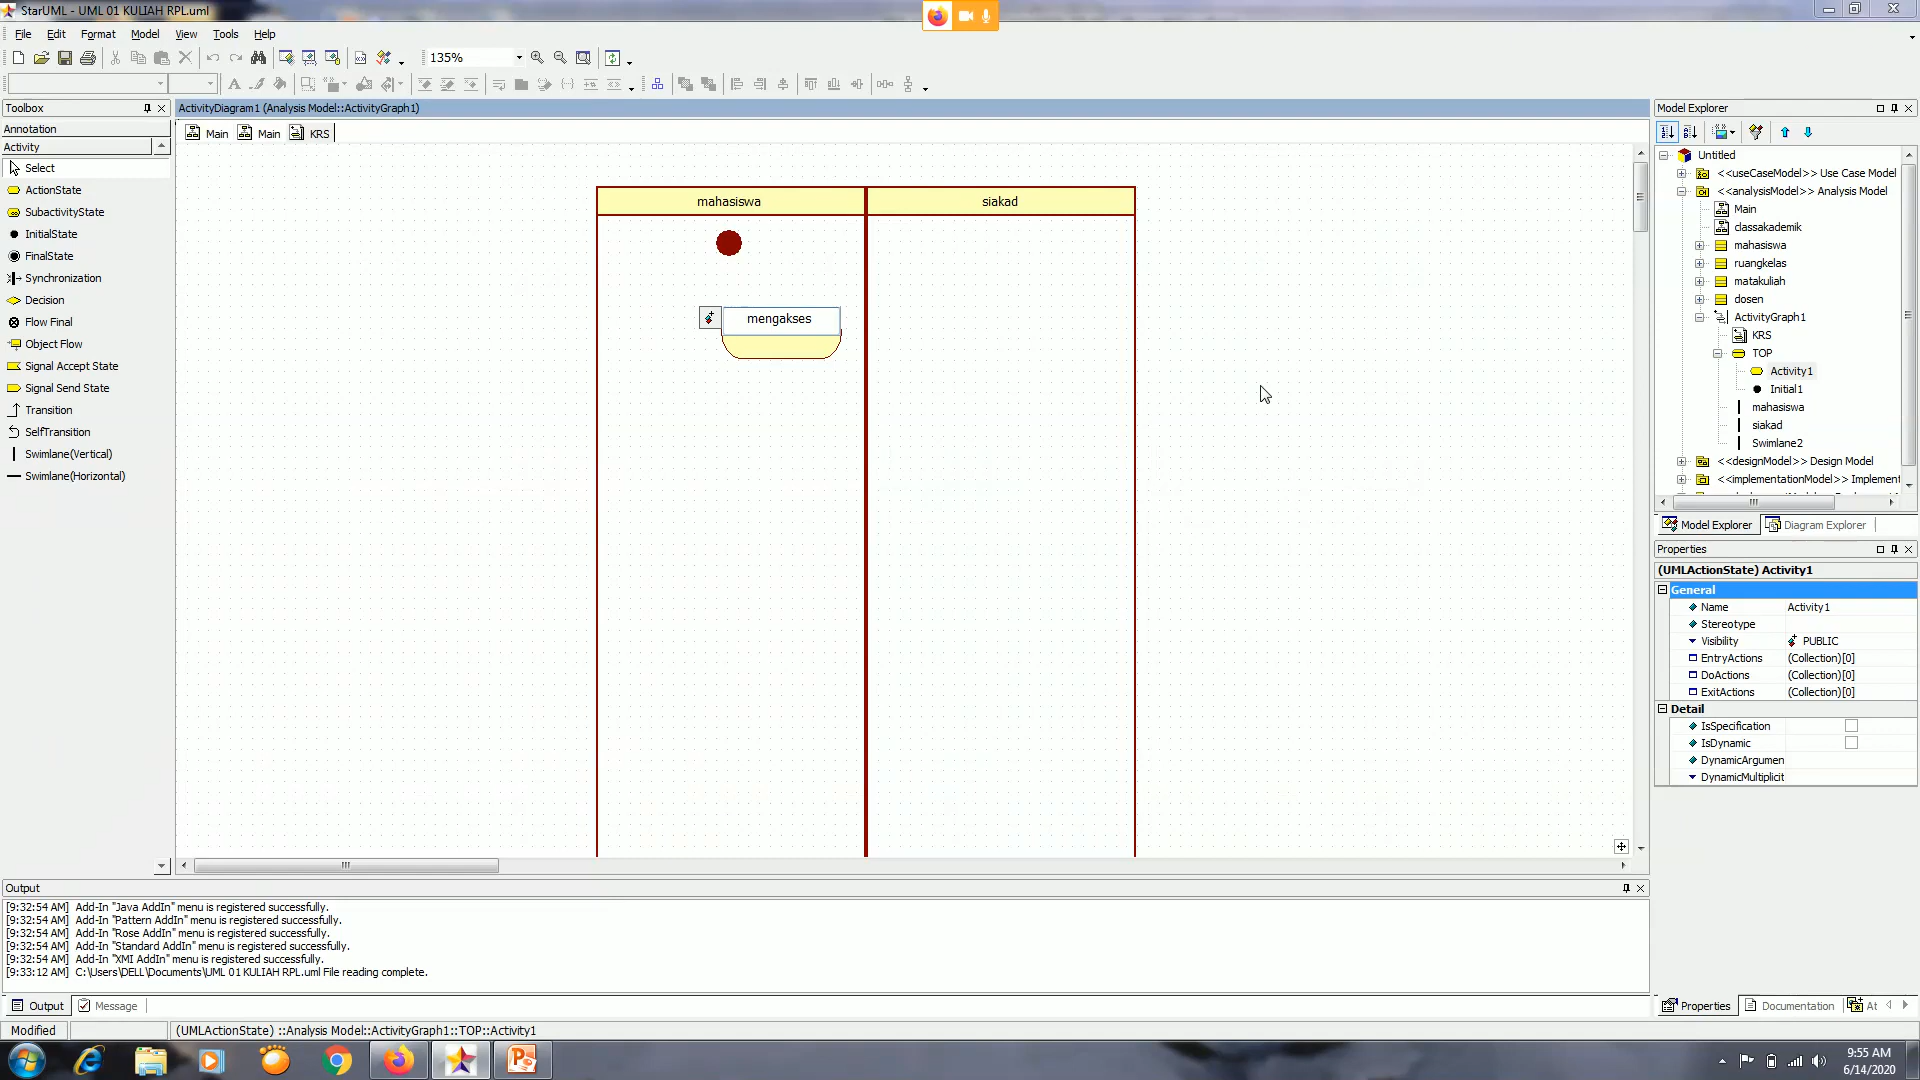 StarUML - UML 01 KULIAH RPL.uml
File Edit Format Model View Tools Help
135%
Toolbox
Annotation
Activity
Select
ActionState
SubactivityState
InitialState
FinalState
Synchronization
Decision
Flow Final
Object Flow
Signal Accept State
Signal Send State
Transition
SelfTransition
Swimlane(Vertical)
Swimlane(Horizontal)
ActivityDiagram1 (Analysis Model::ActivityGraph1)
Main Main KRS
mahasiswa siakad
mengakses
Model Explorer
Untitled
<<useCaseModel>> Use Case Model
<<analysisModel>> Analysis Model
Main
classakademik
mahasiswa
ruangkelas
matakuliah
dosen
ActivityGraph1
KRS
TOP
Activity1
Initial1
mahasiswa
siakad
Swimlane2
<<designModel>> Design Model
<<implementationModel>> Implement
Model Explorer Diagram Explorer
Properties
(UMLActionState) Activity1
General
Name Activity1
Stereotype
Visibility PUBLIC
EntryActions (Collection)[0]
DoActions (Collection)[0]
ExitActions (Collection)[0]
Detail
IsSpecification
IsDynamic
DynamicArgumen
DynamicMultiplicit
Output
[9:32:54 AM] Add-In "Java AddIn" menu is registered successfully.
[9:32:54 AM] Add-In "Pattern AddIn" menu is registered successfully.
[9:32:54 AM] Add-In "Rose AddIn" menu is registered successfully.
[9:32:54 AM] Add-In "Standard AddIn" menu is registered successfully.
[9:32:54 AM] Add-In "XMI AddIn" menu is registered successfully.
[9:33:12 AM] C:\Users\DELL\Documents\UML 01 KULIAH RPL.uml File reading complete.
Output Message
Properties Documentation At
Modified (UMLActionState) ::Analysis Model::ActivityGraph1::TOP::Activity1
9:55 AM
6/14/2020